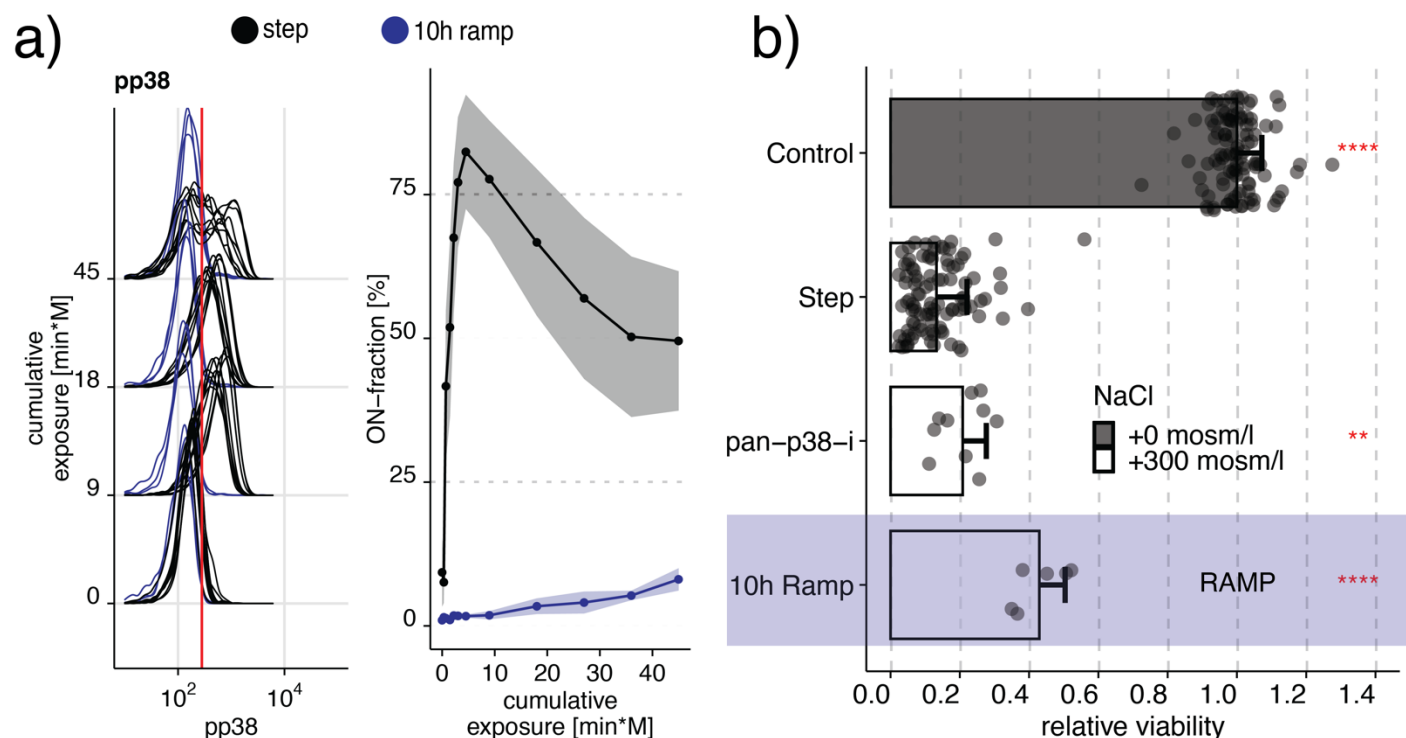 a)
step
10h ramp
pp38
cumulative
exposure [min*M]
45
18
9
0
10²
10⁴
pp38
ON-fraction [%]
75
50
25
0
0
10
20
30
40
cumulative
exposure [min*M]
b)
Control
****
Step
pan-p38-i
**
NaCl
+0 mosm/l
+300 mosm/l
10h Ramp
RAMP
****
0.0
0.2
0.4
0.6
0.8
1.0
1.2
1.4
relative viability